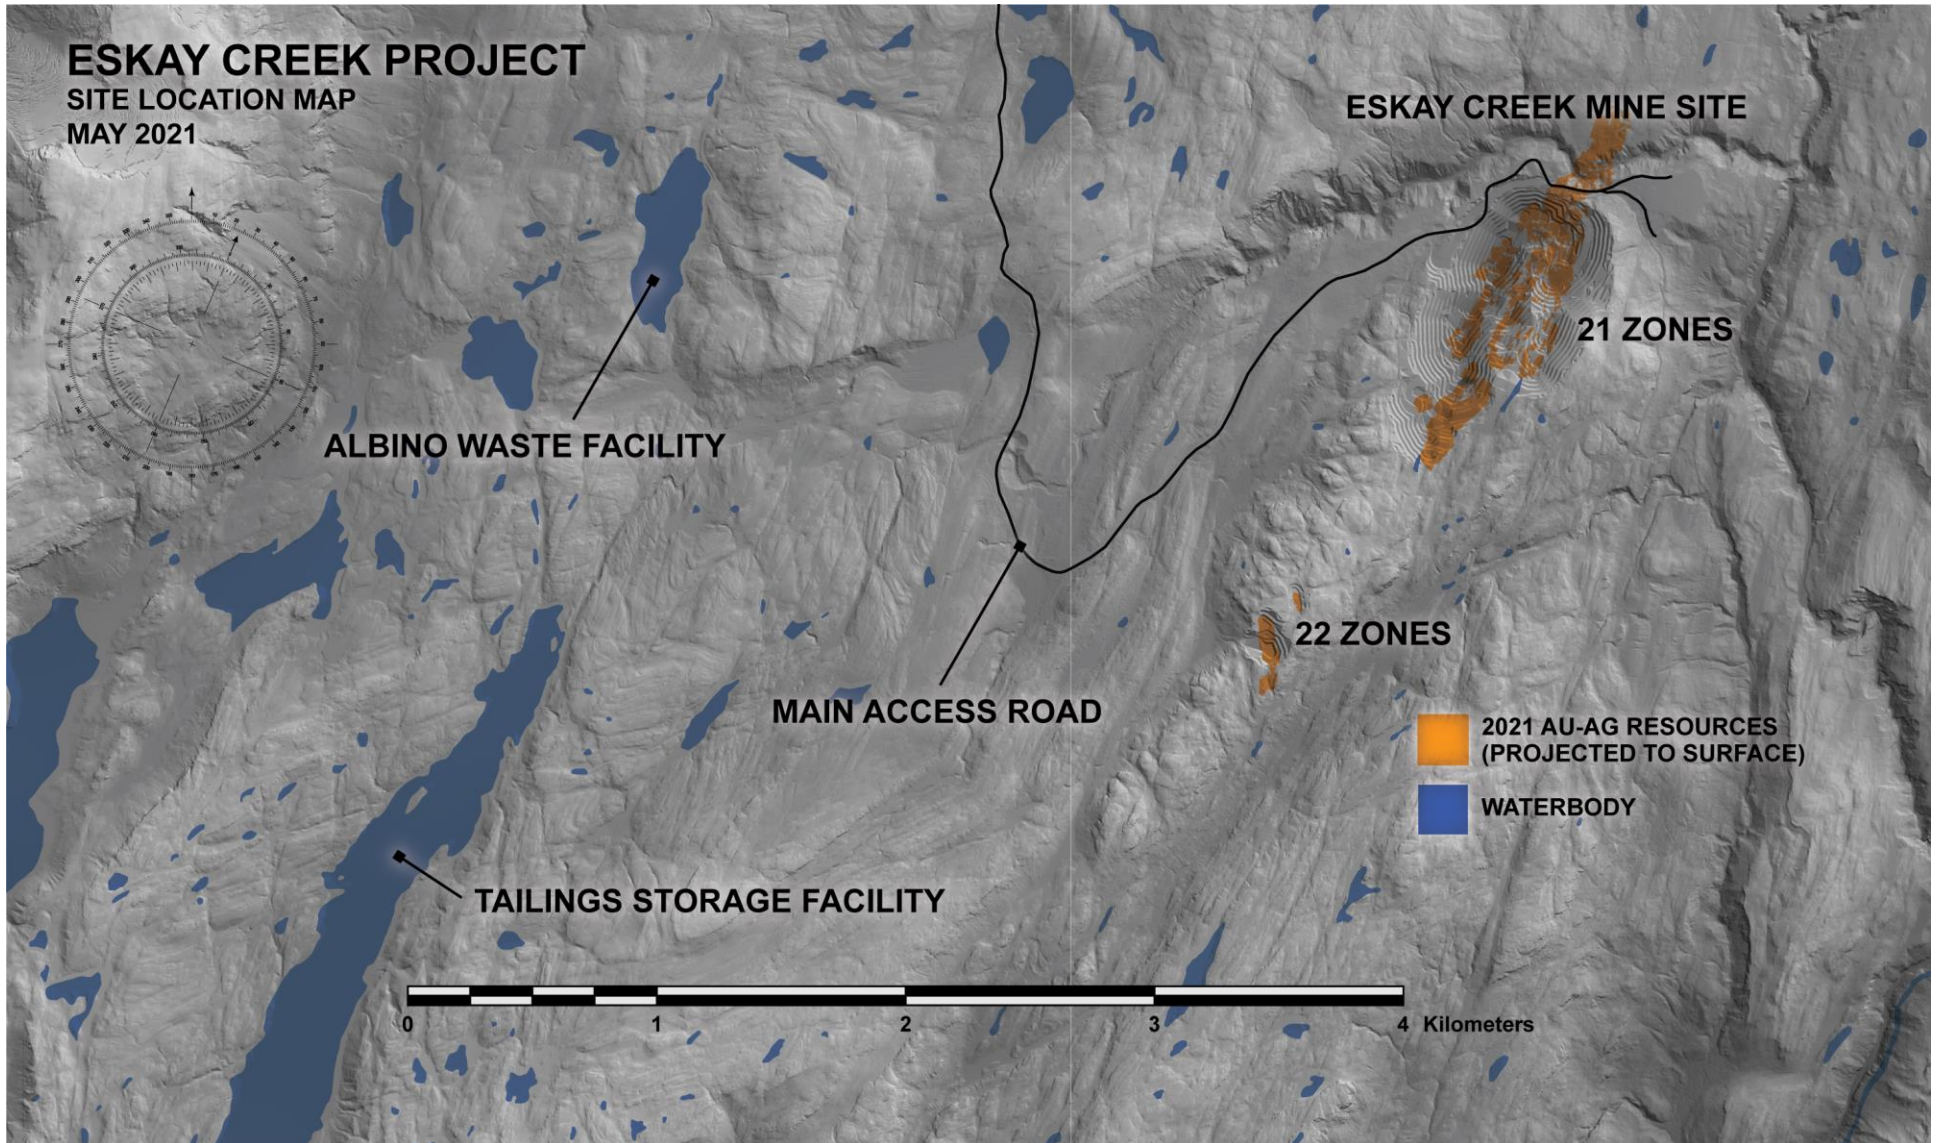 ESKAY CREEK PROJECT
SITE LOCATION MAP
MAY 2021
ESKAY CREEK MINE SITE
21 ZONES
ALBINO WASTE FACILITY
22 ZONES
MAIN ACCESS ROAD
2021 AU-AG RESOURCES
(PROJECTED TO SURFACE)
WATERBODY
TAILINGS STORAGE FACILITY
0 1 2 3 4 Kilometers